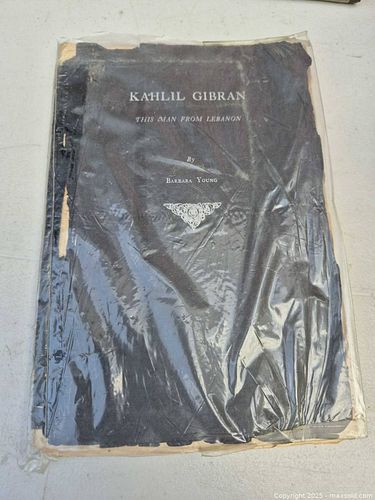 KAHLIL GIBRAN
THIS MAN FROM LEBANON
By
BARBARA YOUNG
Copyright 2025 - maxsold.com